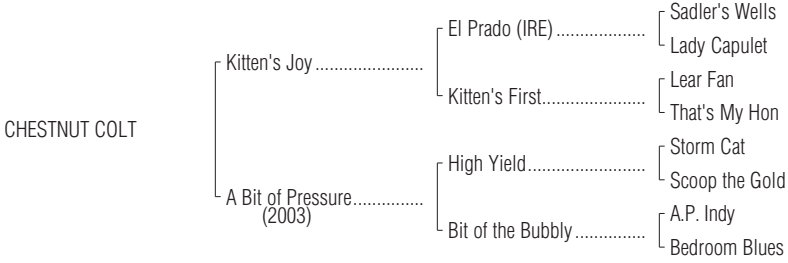 Sadler's Wells
El Prado (IRE) ...................
Lady Capulet
Kitten's Joy .......................
Lear Fan
Kitten's First......................
That's My Hon
CHESTNUT COLT
Storm Cat
High Yield.........................
Scoop the Gold
A Bit of Pressure...............
(2003)
A.P. Indy
Bit of the Bubbly ...............
Bedroom Blues